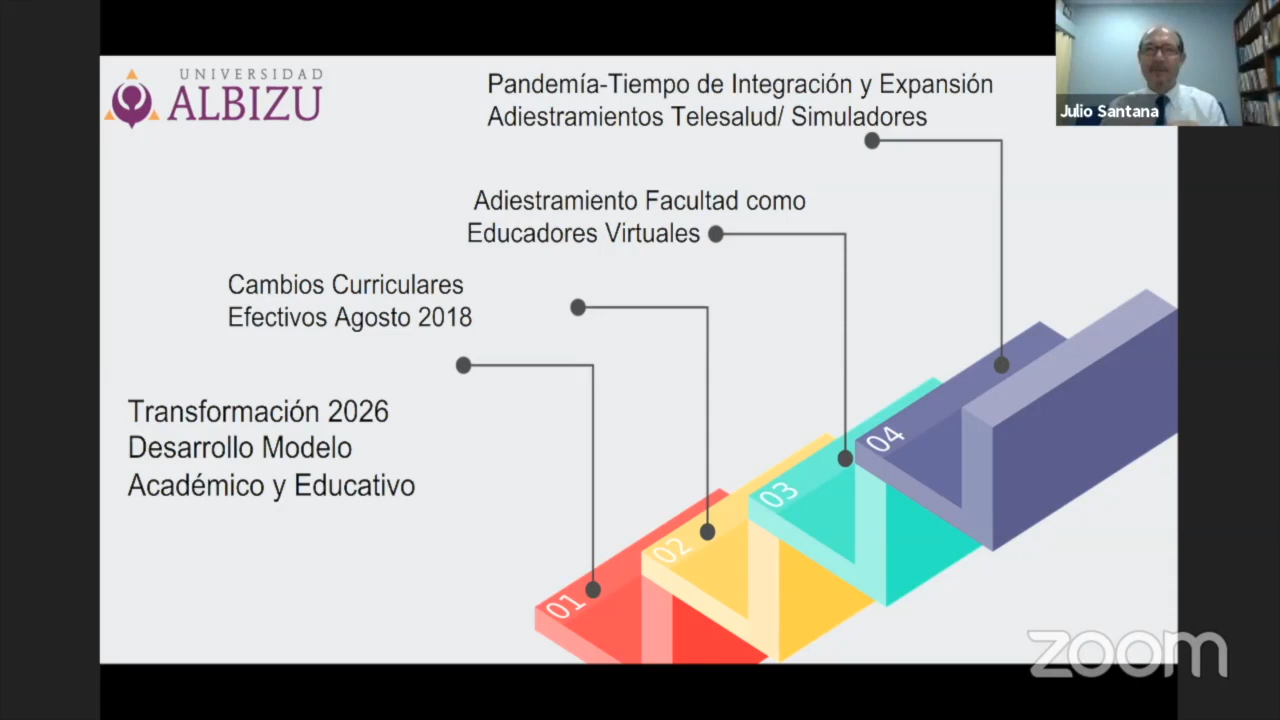 UNIVERSIDAD
ALBIZU
Pandemía-Tiempo de Integración y Expansión
Adiestramientos Telesalud/ Simuladores
Julio Santana
Adiestramiento Facultad como
Educadores Virtuales
Cambios Curriculares
Efectivos Agosto 2018
Transformación 2026
Desarrollo Modelo
Académico y Educativo
04
03
02
01
zoom